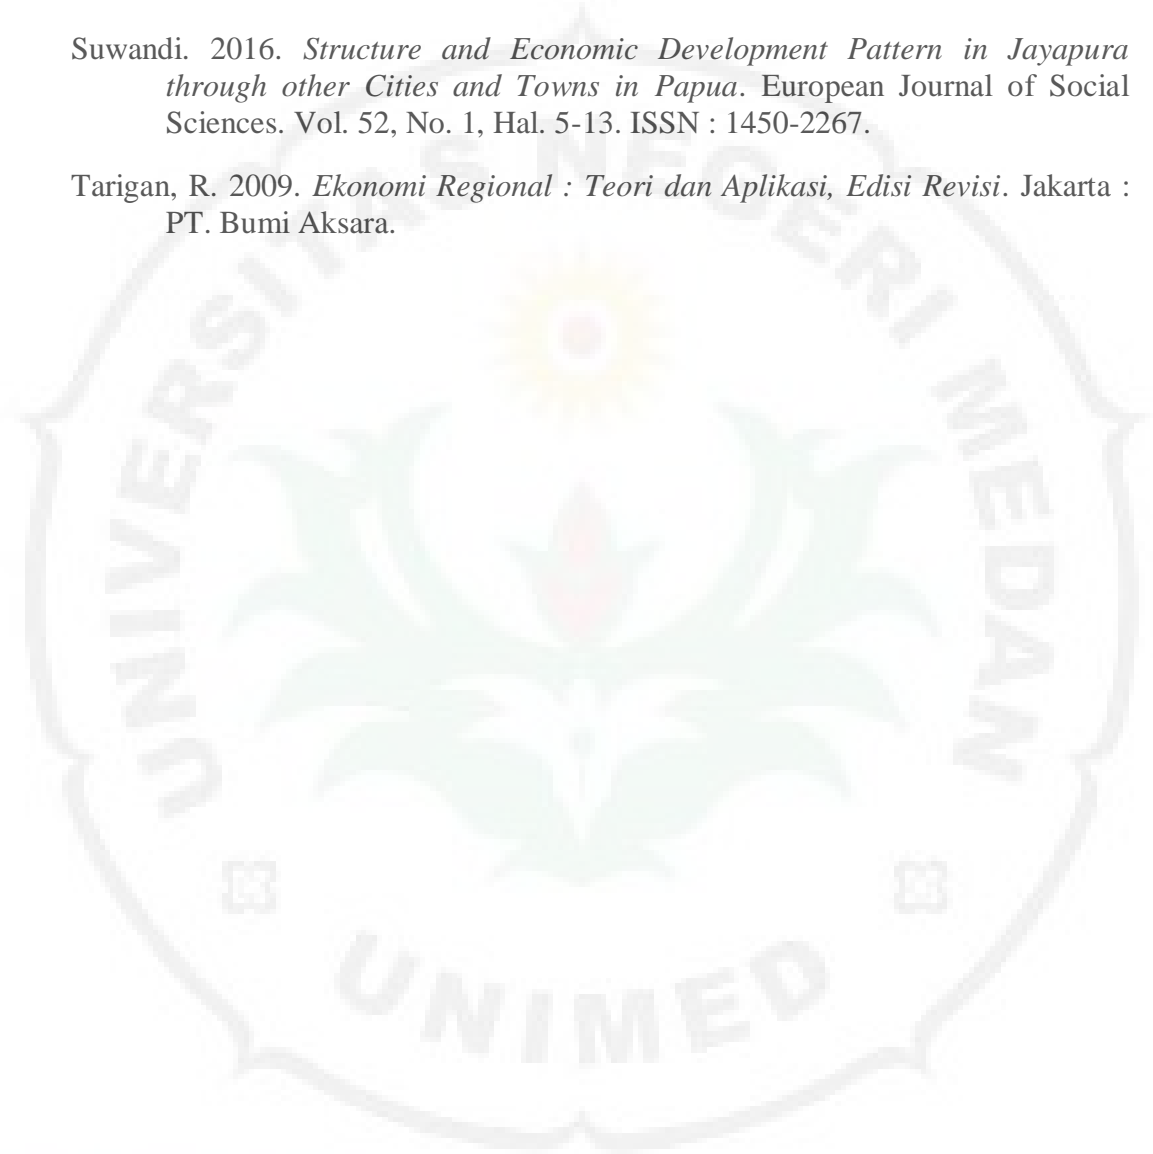 Suwandi. 2016. Structure and Economic Development Pattern in Jayapura
through other Cities and Towns in Papua. European Journal of Social
Sciences. Vol. 52, No. 1, Hal. 5-13. ISSN : 1450-2267.
Tarigan, R. 2009. Ekonomi Regional : Teori dan Aplikasi, Edisi Revisi. Jakarta :
PT. Bumi Aksara.
UNIVERSITAS NEGERI MEDAN
UNIMED